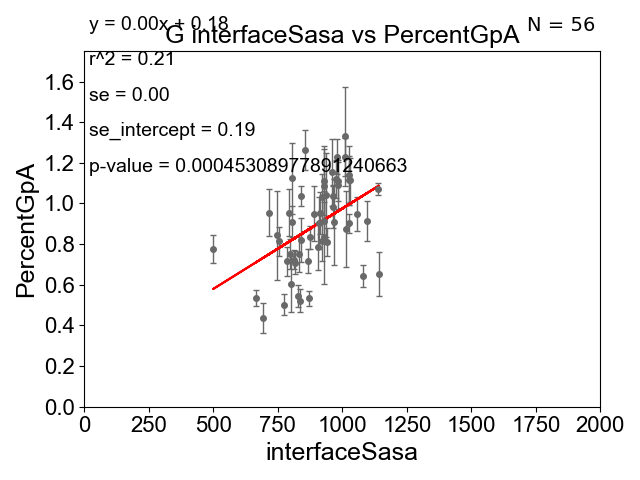 y = 0.00x + 0.18
N = 56
G interfaceSasa vs PercentGpA
r^2 = 0.21
se = 0.00
se_intercept = 0.19
p-value = 0.00045308977891240663
PercentGpA
1.6
1.4
1.2
1.0
0.8
0.6
0.4
0.2
0.0
0 250 500 750 1000 1250 1500 1750 2000
interfaceSasa